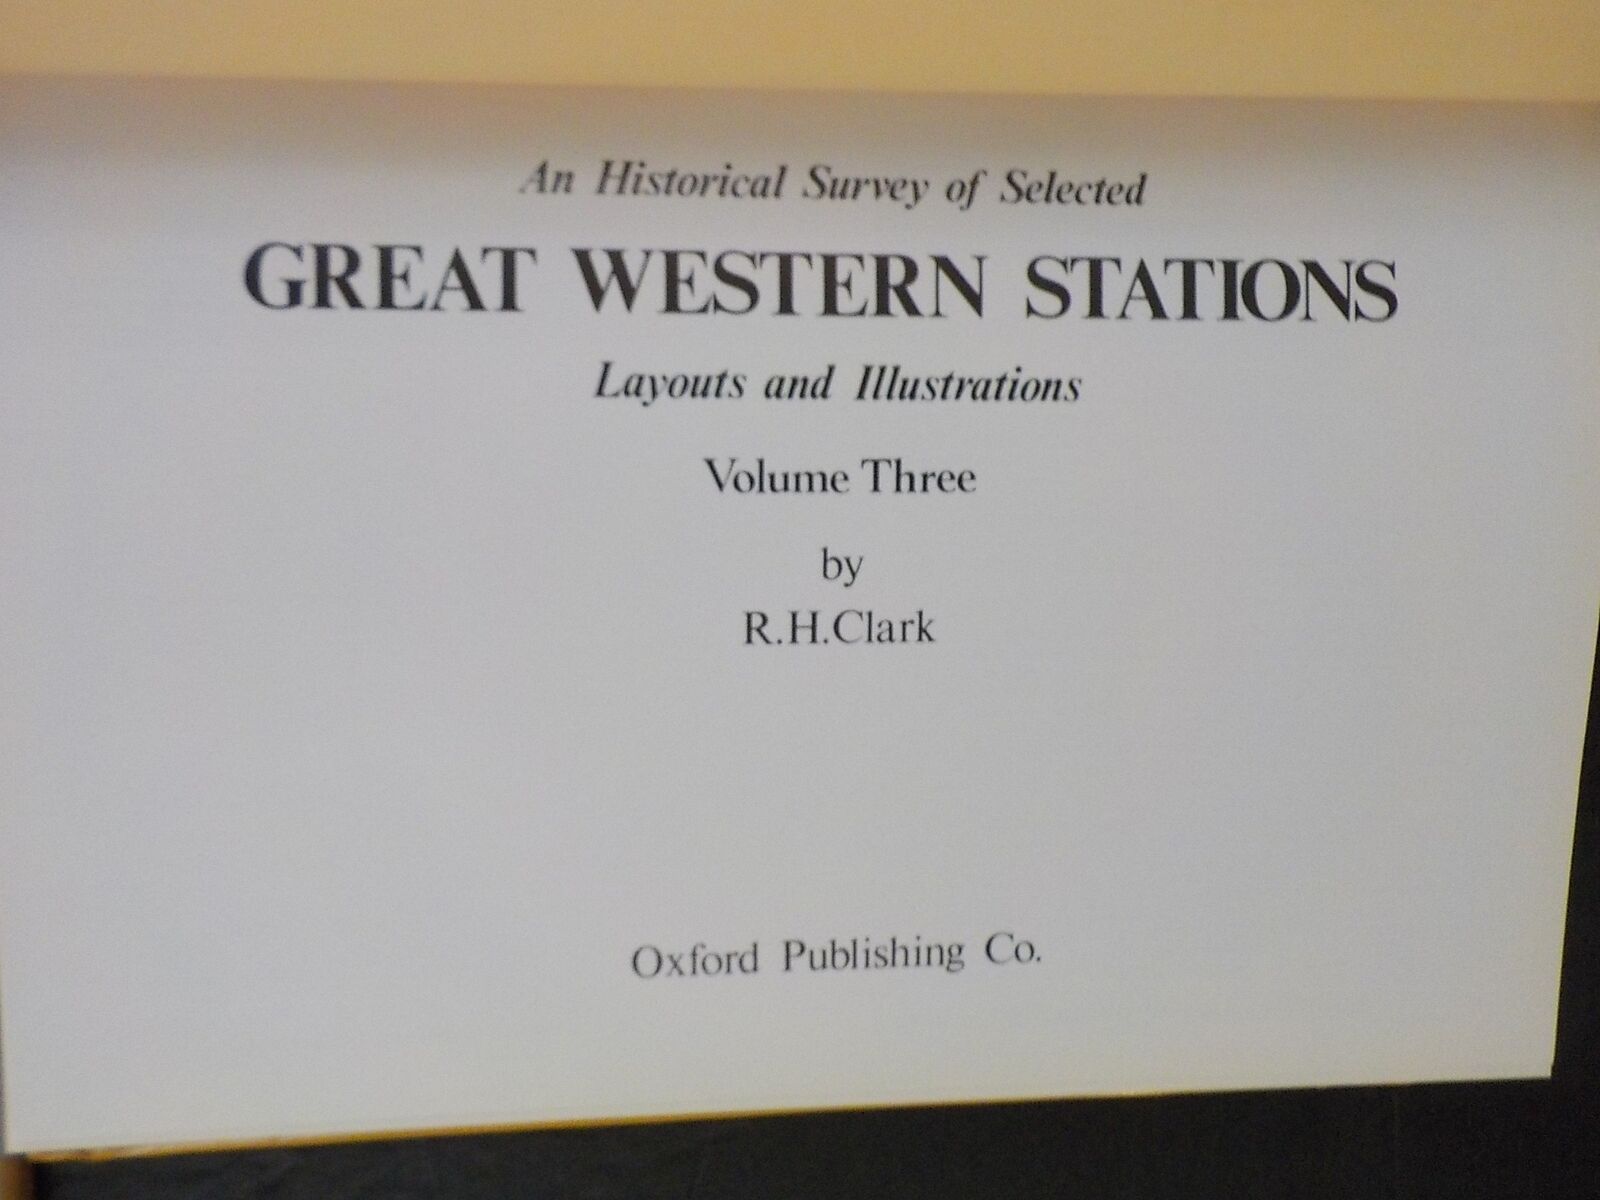 An Historical Survey of Selected
GREAT WESTERN STATIONS
Layouts and Illustrations
Volume Three
by
R.H.Clark
Oxford Publishing Co.